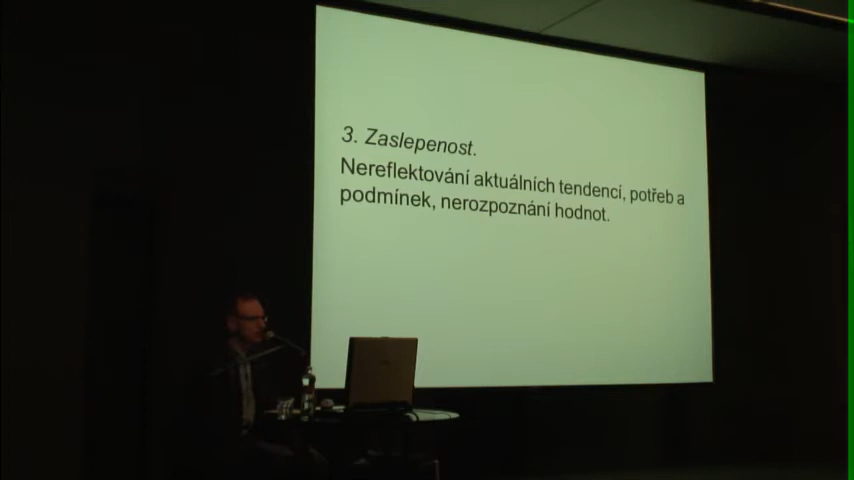 3. Zaslepenost.
Nereflektování aktuálních tendencí, potřeb a
podmínek, nerozpoznání hodnot.